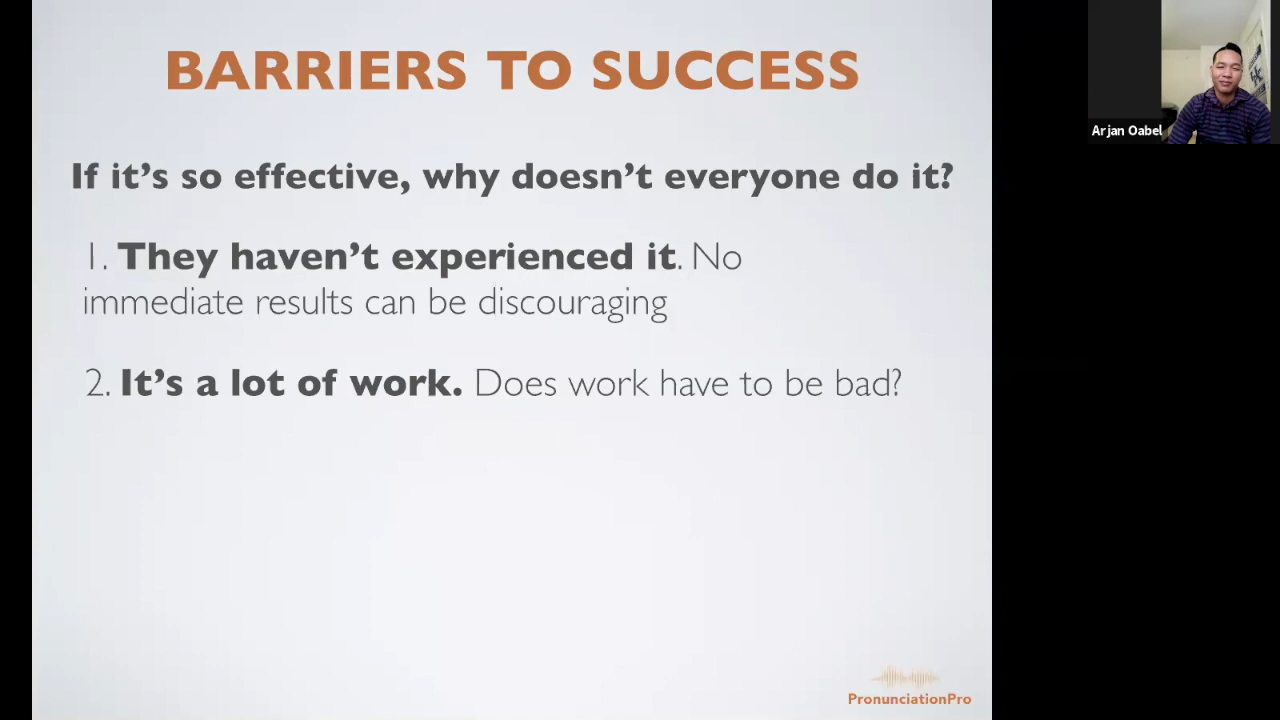 BARRIERS TO SUCCESS
If it's so effective, why doesn't everyone do it?
1. They haven't experienced it. No
immediate results can be discouraging
2. It's a lot of work. Does work have to be bad?
PronunciationPro
Arjan Oabel